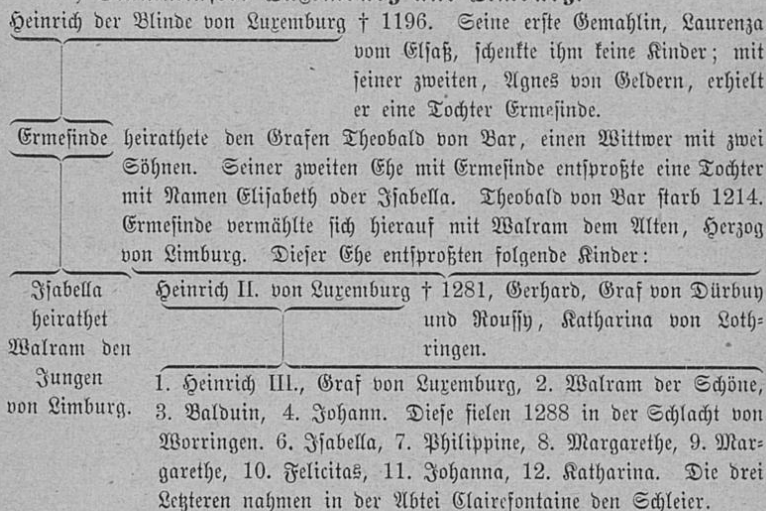 Heinrich der Blinde von Luxemburg † 1196. Seine erste Gemahlin, Laurenza
vom Elsaß, schenkte ihm keine Kinder; mit
seiner zweiten, Agnes von Geldern, erhielt
er eine Tochter Ermesinde.
Ermesinde heirathete den Grafen Theobald von Bar, einen Wittwer mit zwei
Söhnen. Seiner zweiten Ehe mit Ermesinde entsproßte eine Tochter
mit Namen Elisabeth oder Isabella. Theobald von Bar starb 1214.
Ermesinde vermählte sich hierauf mit Walram dem Alten, Herzog
von Limburg. Dieser Ehe entsproßten folgende Kinder:
Isabella
heirathet
Walram den
Jungen
von Limburg.
Heinrich II. von Luxemburg † 1281, Gerhard, Graf von Dürbuy
und Roussy, Katharina von Loth-
ringen.
1. Heinrich III., Graf von Luxemburg, 2. Walram der Schöne,
3. Balduin, 4. Johann. Diese fielen 1288 in der Schlacht von
Worringen. 6. Isabella, 7. Philippine, 8. Margarethe, 9. Mar-
garethe, 10. Felicitas, 11. Johanna, 12. Katharina. Die drei
Letzteren nahmen in der Abtei Clairefontaine den Schleier.